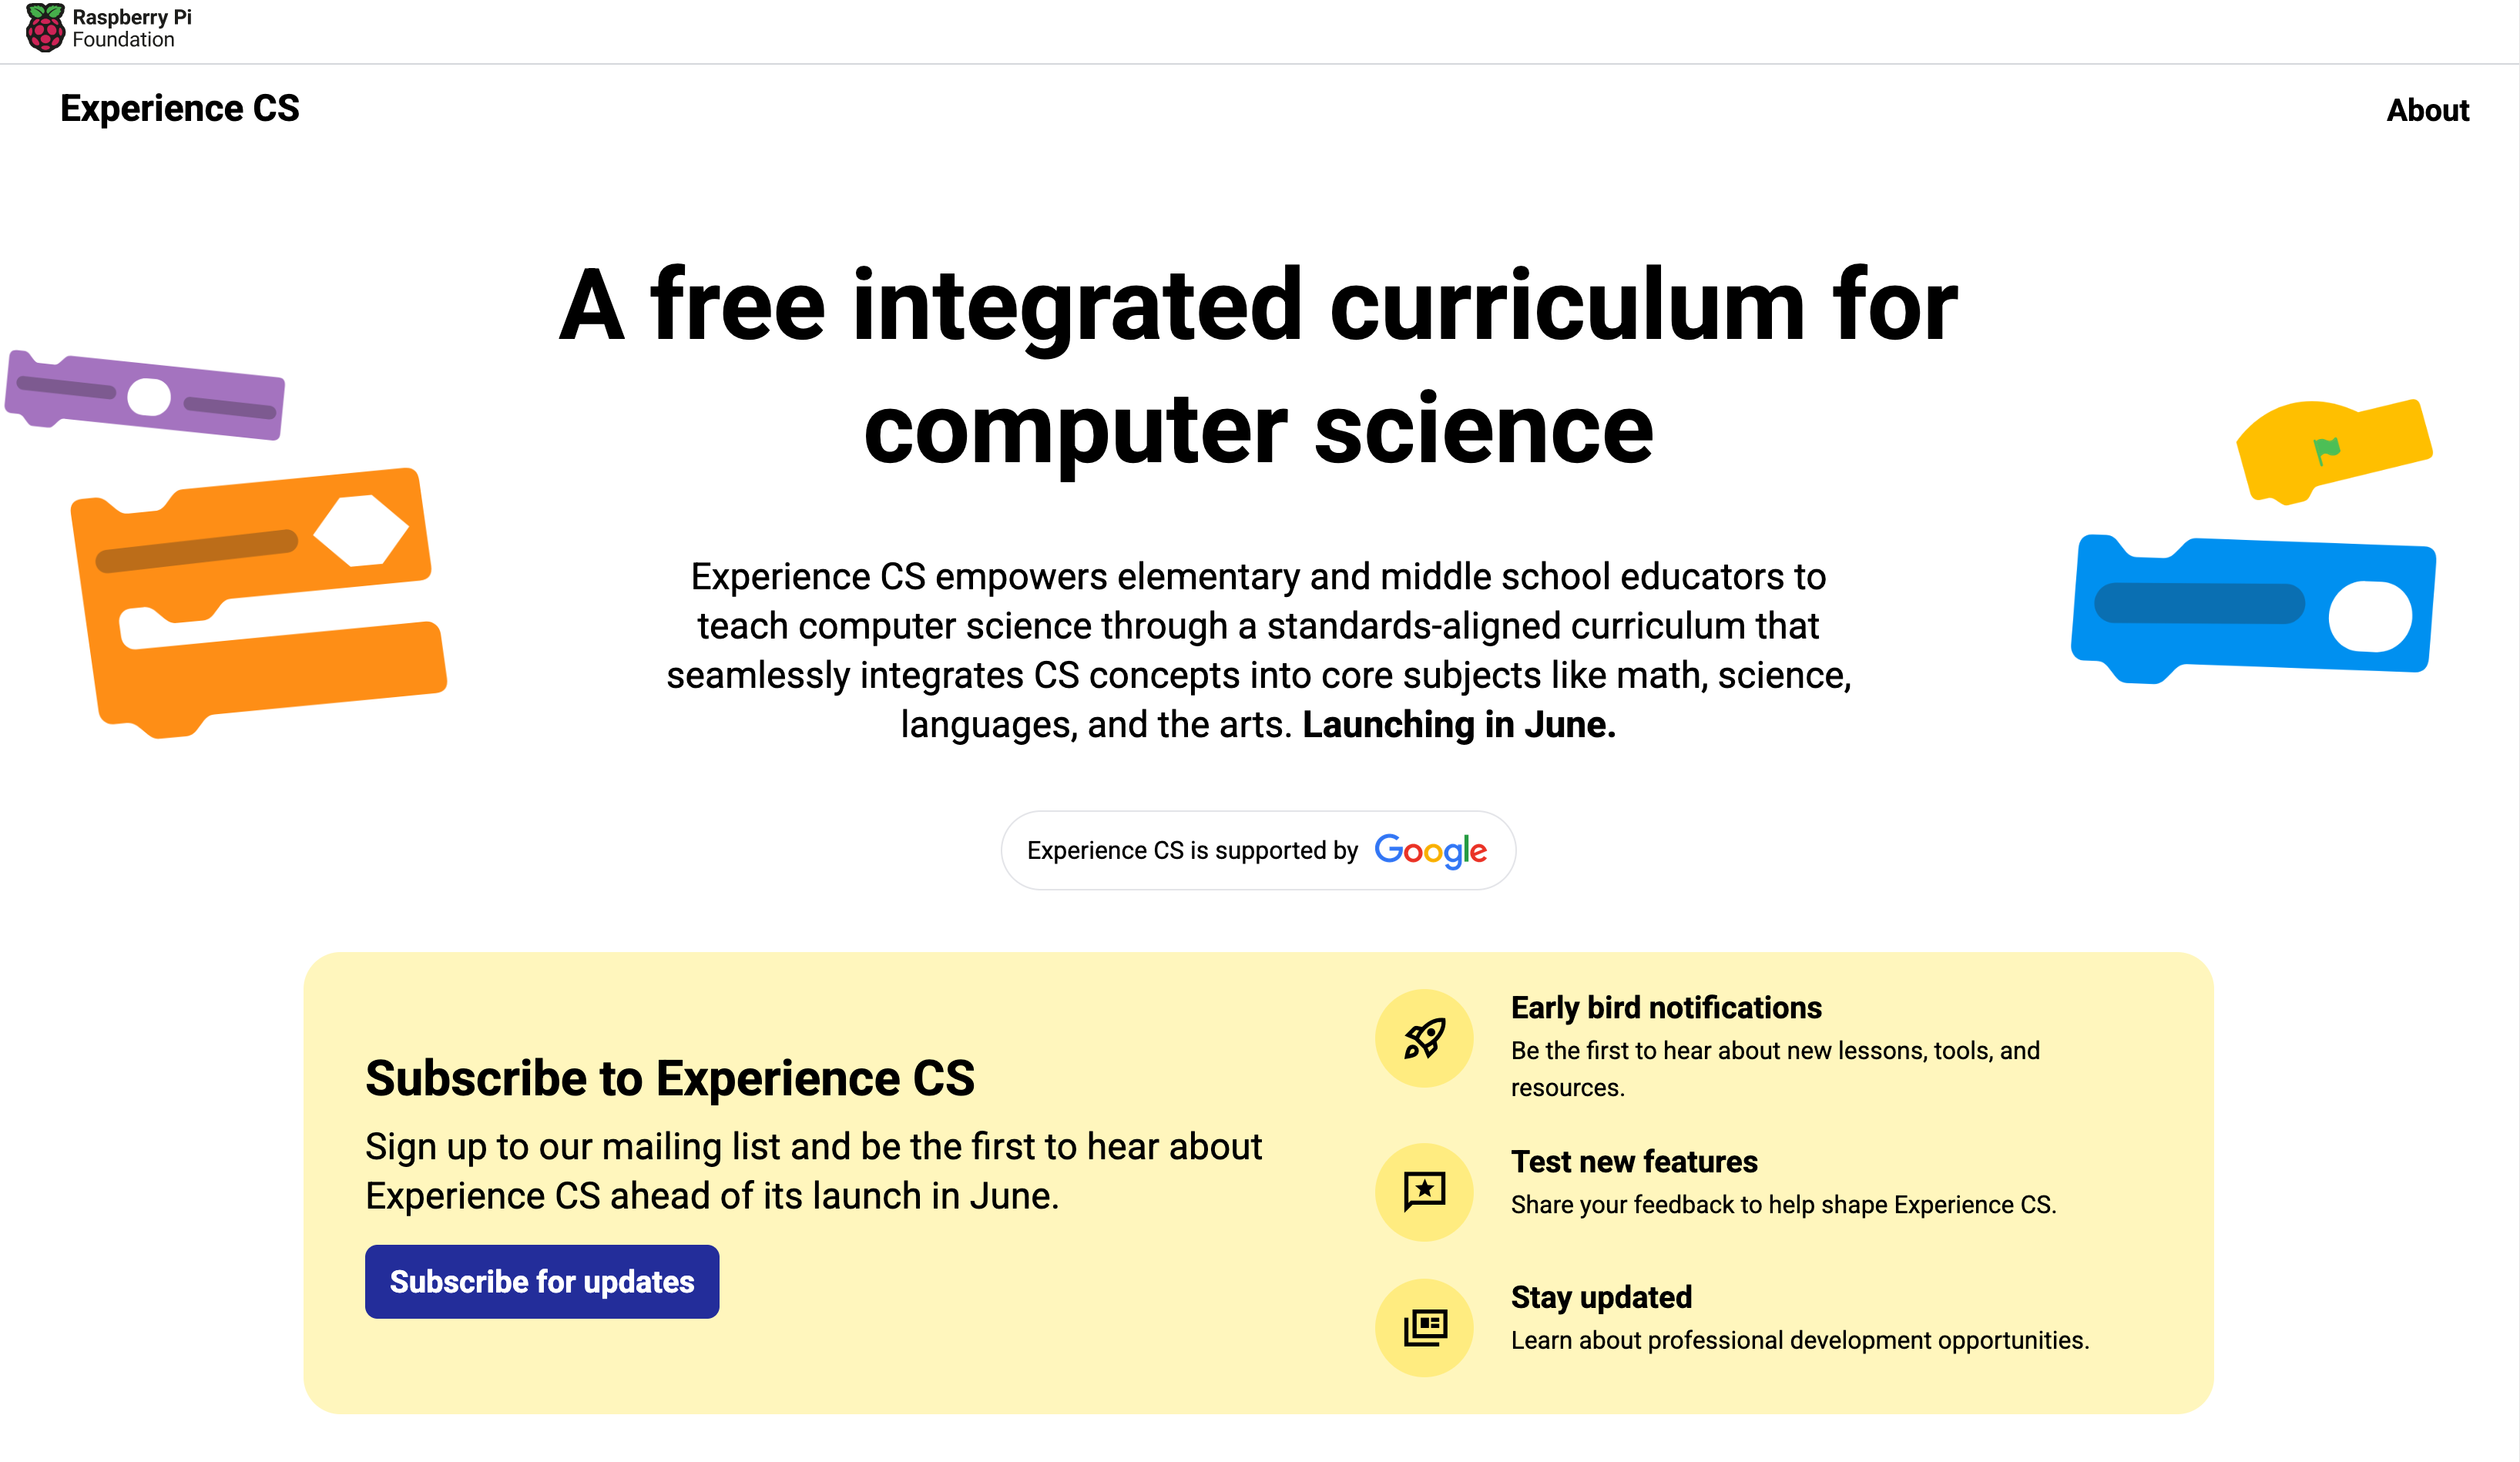 Raspberry Pi
Foundation
Experience CS
About
A free integrated curriculum for
computer science
Experience CS empowers elementary and middle school educators to
teach computer science through a standards-aligned curriculum that
seamlessly integrates CS concepts into core subjects like math, science,
languages, and the arts. Launching in June.
Experience CS is supported by Google
Subscribe to Experience CS
Sign up to our mailing list and be the first to hear about
Experience CS ahead of its launch in June.
Subscribe for updates
Early bird notifications
Be the first to hear about new lessons, tools, and
resources.
Test new features
Share your feedback to help shape Experience CS.
Stay updated
Learn about professional development opportunities.